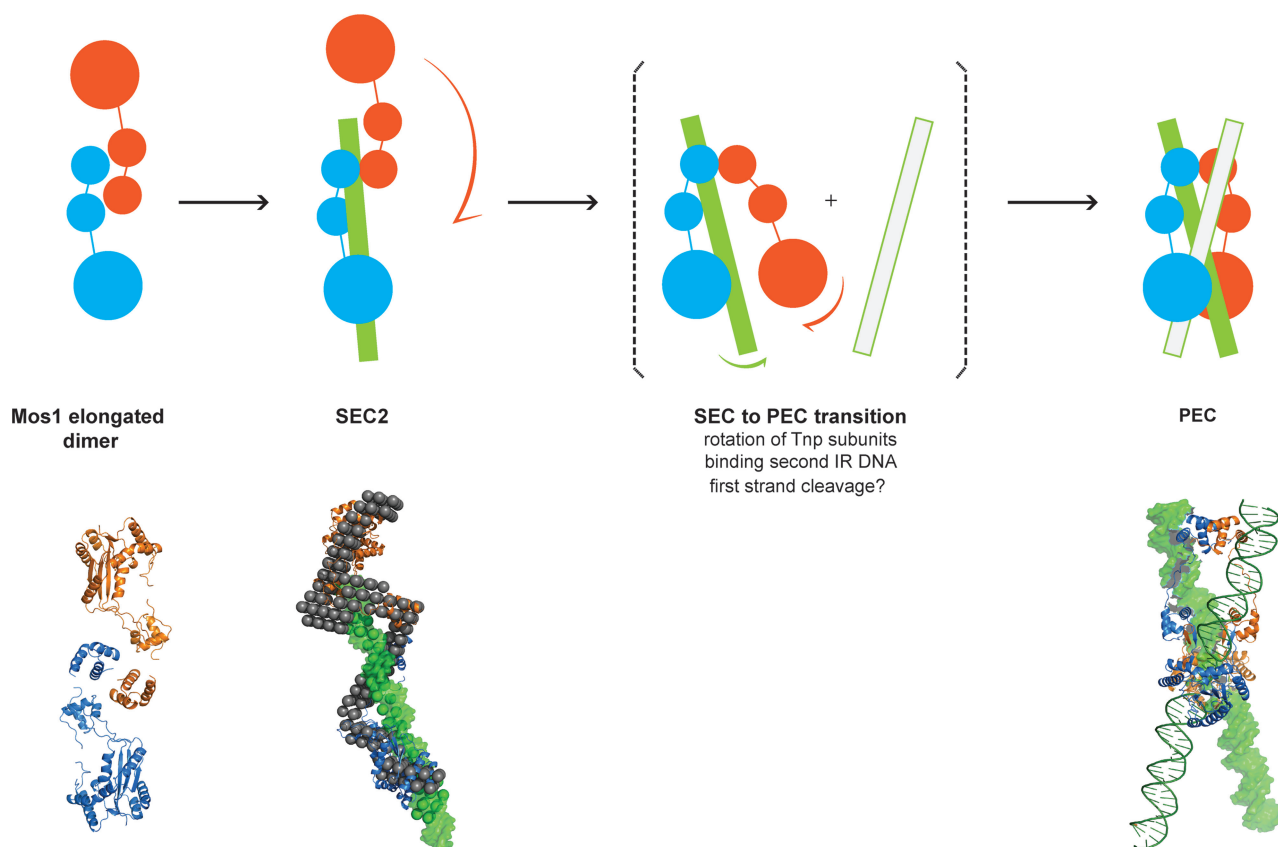 +
Mos1 elongated
dimer
SEC2
SEC to PEC transition
rotation of Tnp subunits
binding second IR DNA
first strand cleavage?
PEC